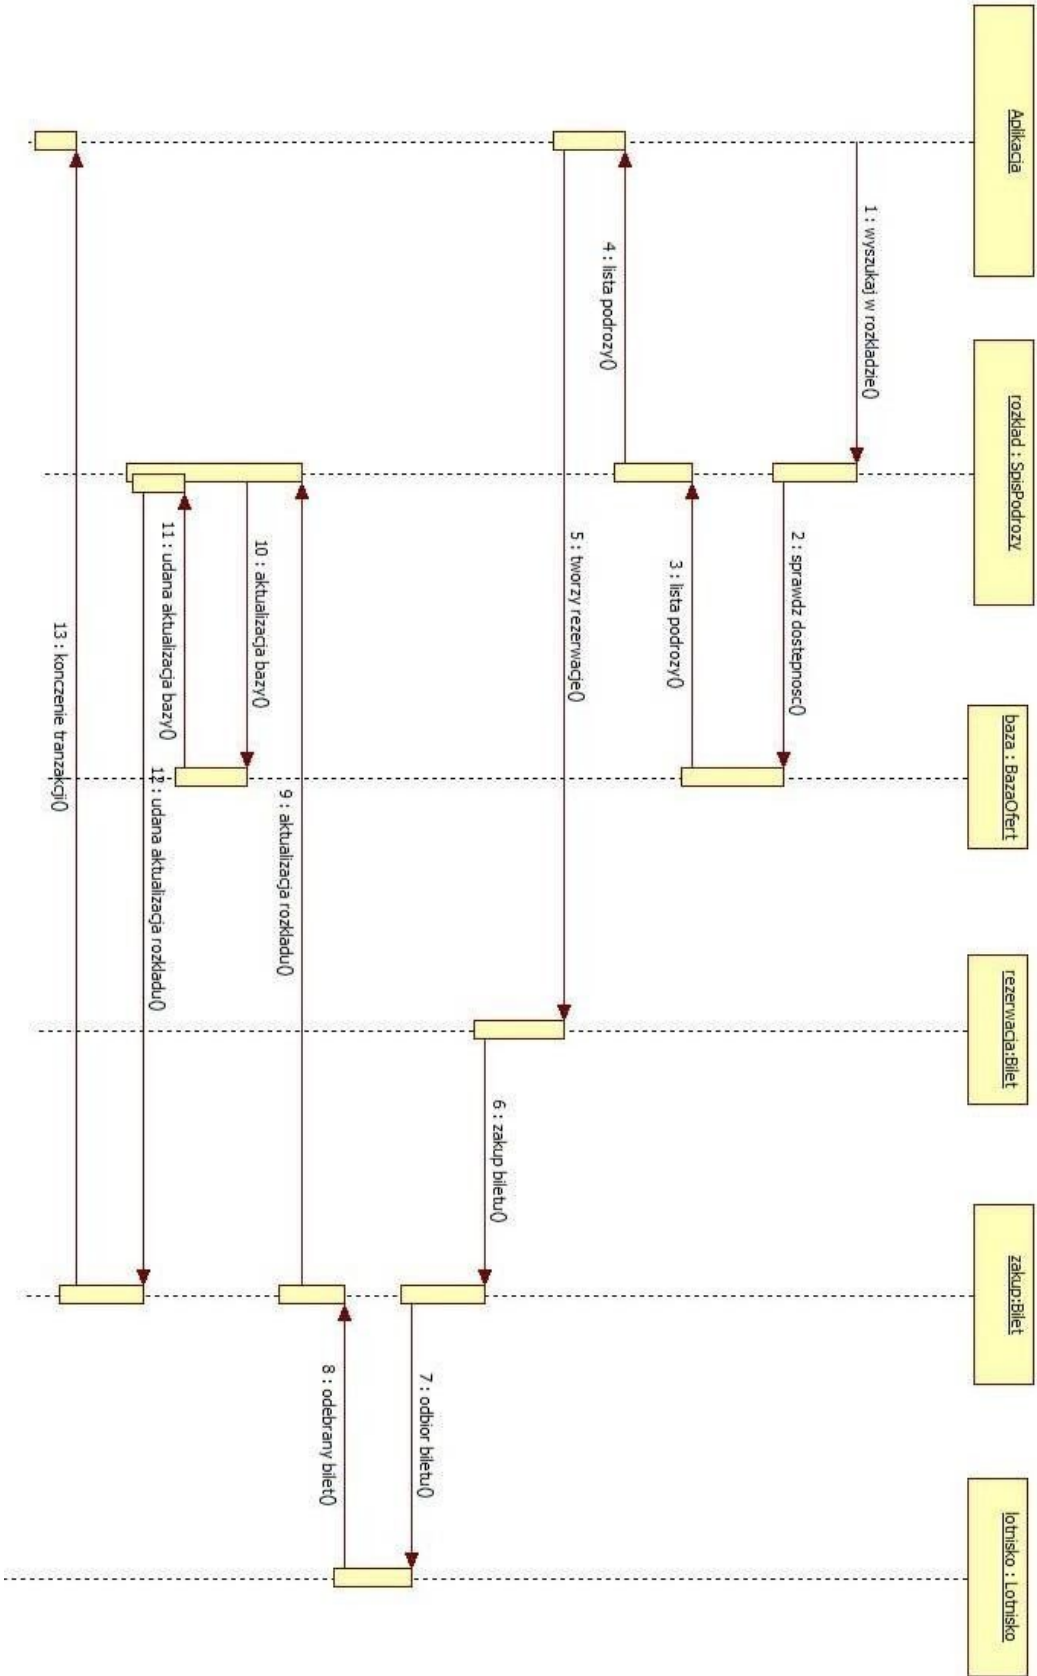 Aplikacja
rozklad : SpisPodrozy
baza : BazaOfert
rezerwacja:Bilet
zakup:Bilet
lotnisko : Lotnisko
1 : wyszukaj w rozkladzie()
2 : sprawdz dostepnosc()
3 : lista podrozy()
4 : lista podrozy()
5 : tworzy rezerwacje()
6 : zakup biletu()
7 : odbior biletu()
8 : odebrany bilet()
9 : aktualizacja rozkladu()
10 : aktualizacja bazy()
11 : udana aktualizacja bazy()
12 : udana aktualizacja rozkladu()
13 : konczenie tranzakcji()